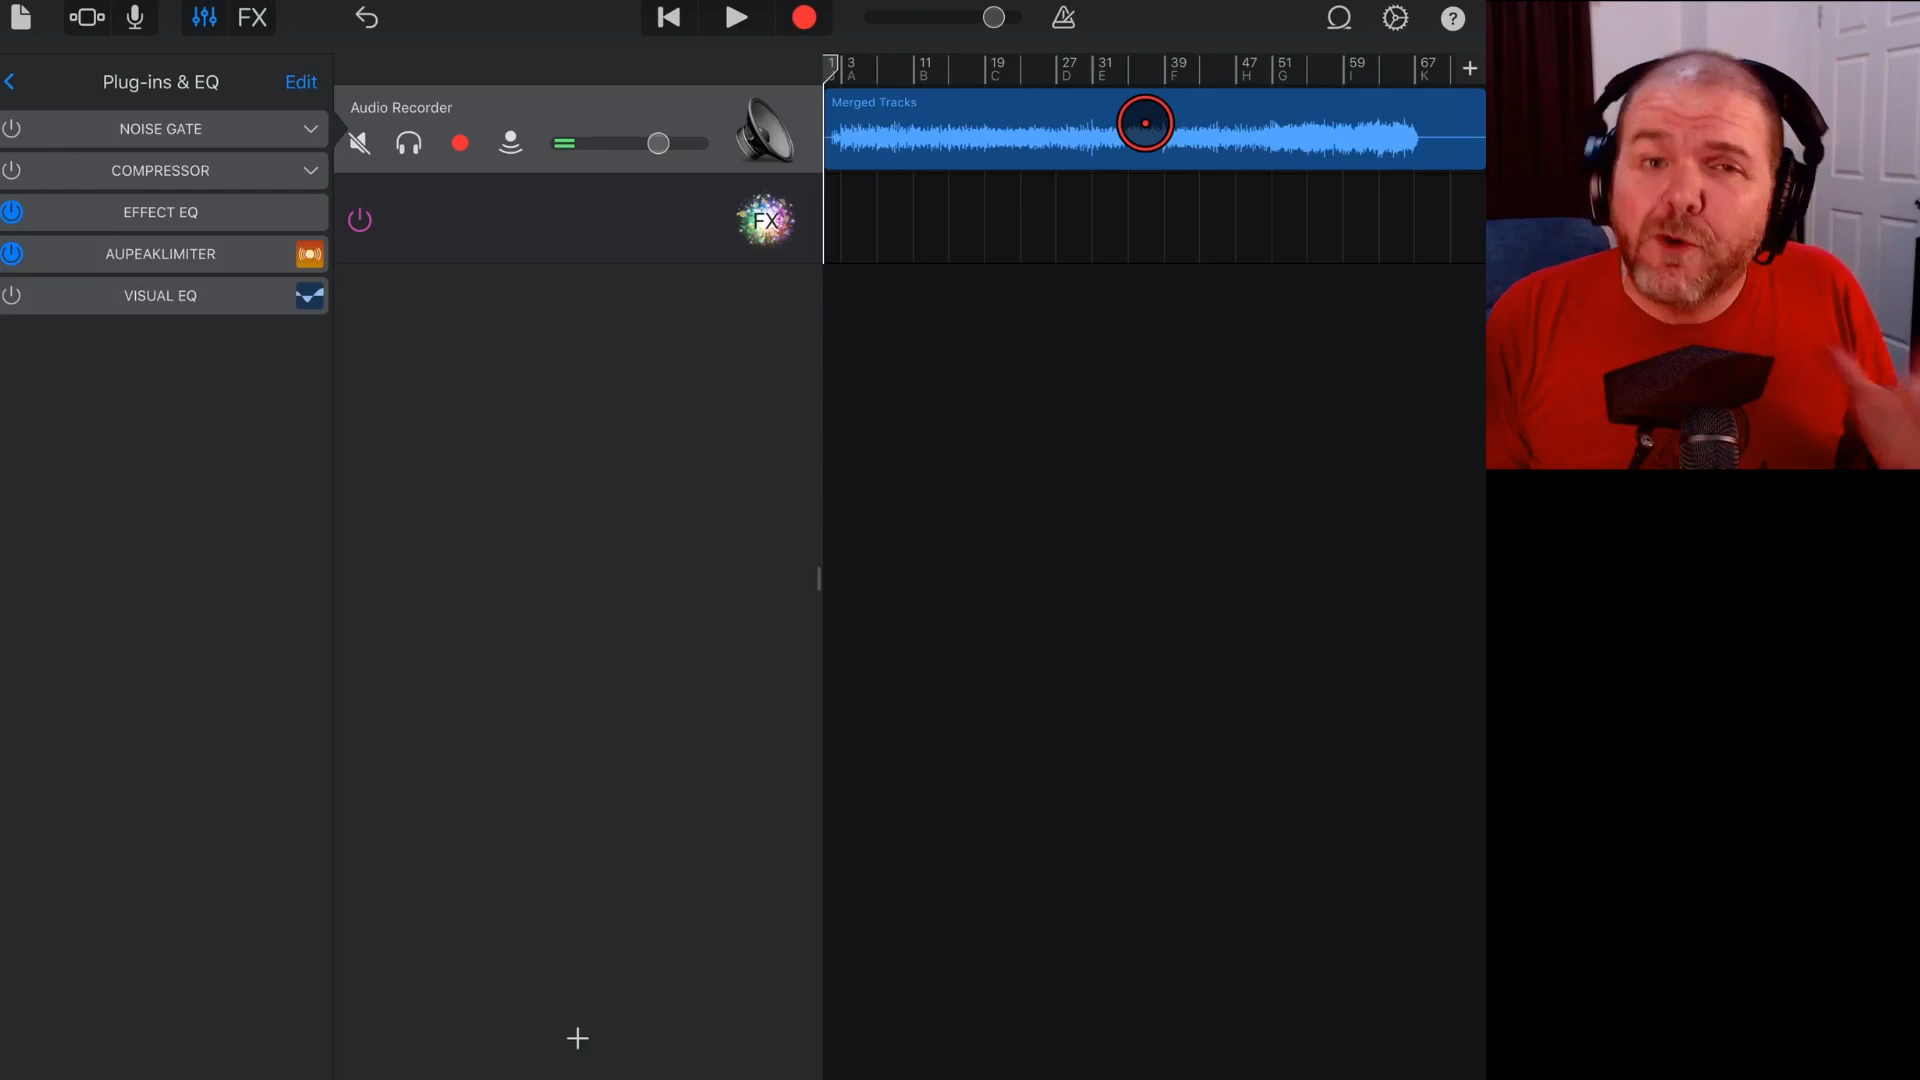 FX
?
Plug-ins & EQ
Edit
NOISE GATE
COMPRESSOR
EFFECT EQ
AUPEAKLIMITER
VISUAL EQ
Audio Recorder
FX
1 3 11 19 27 31 39 47 51 59 67
A B C D E F H G I K
Merged Tracks